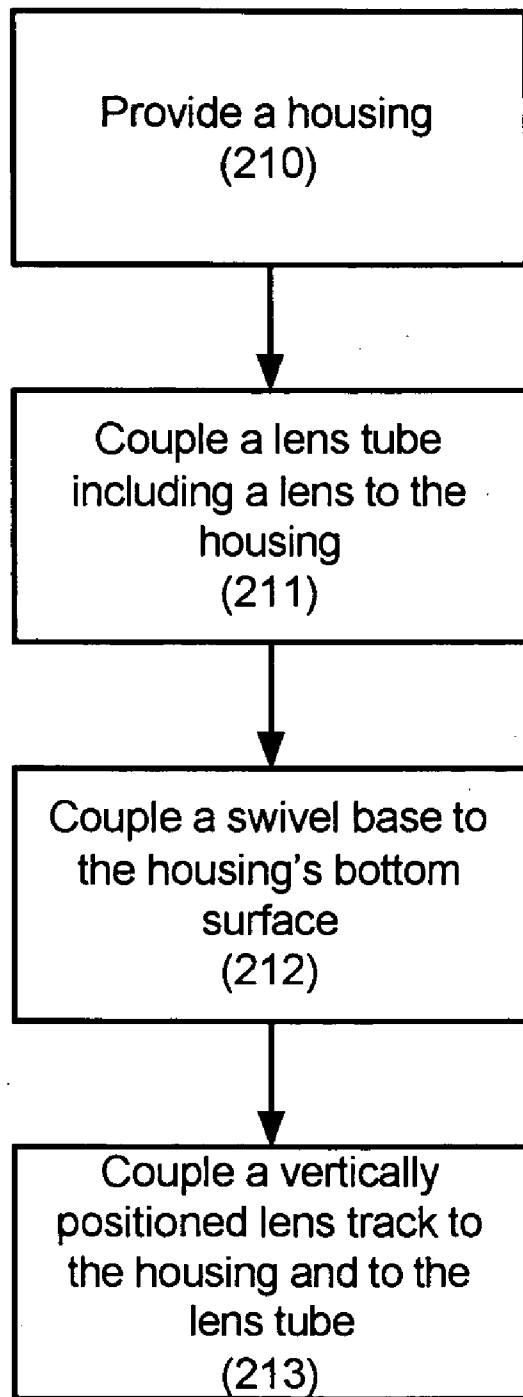 Provide a housing
(210)
Couple a lens tube
including a lens to the
housing
(211)
Couple a swivel base to
the housing's bottom
surface
(212)
Couple a vertically
positioned lens track to
the housing and to the
lens tube
(213)